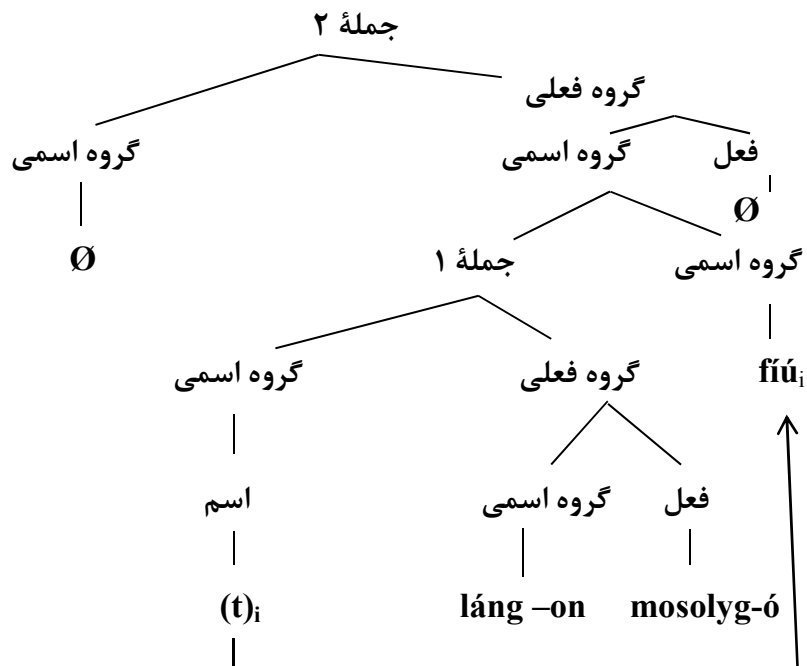 جملهٔ ۲
گروه فعلی
گروه اسمی گروه اسمی فعل
Ø
Ø
جملهٔ ۱ گروه اسمی
گروه اسمی گروه فعلی fíúᵢ
اسم گروه اسمی فعل
(t)ᵢ láng –on mosolyg-ó